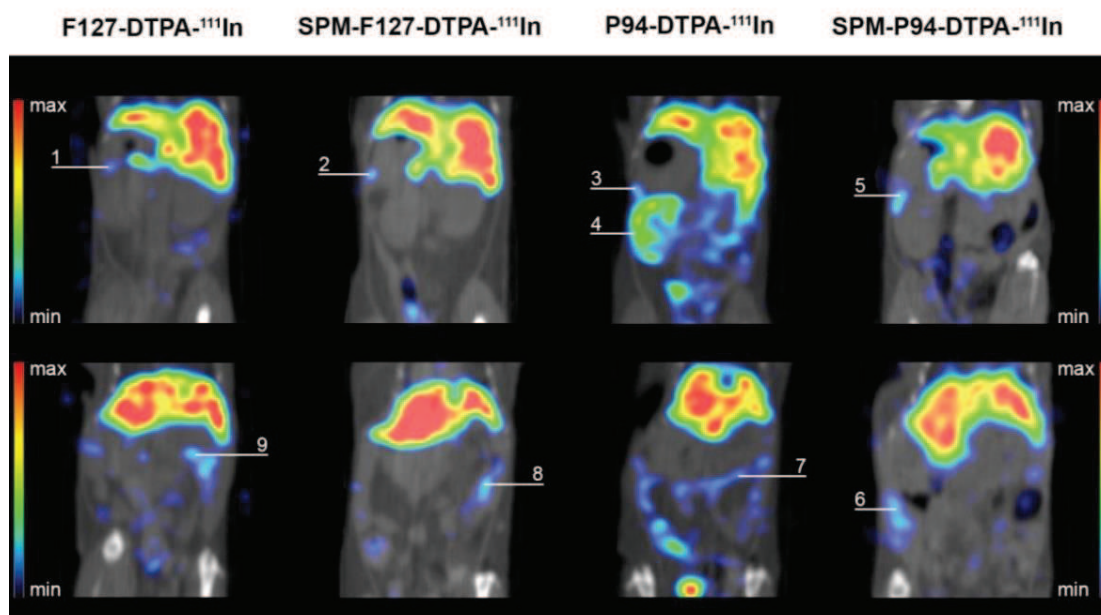 F127-DTPA-¹¹¹In SPM-F127-DTPA-¹¹¹In P94-DTPA-¹¹¹In SPM-P94-DTPA-¹¹¹In
max max
1 2 3 4 5
min min
max max
9 8 7 6
min min